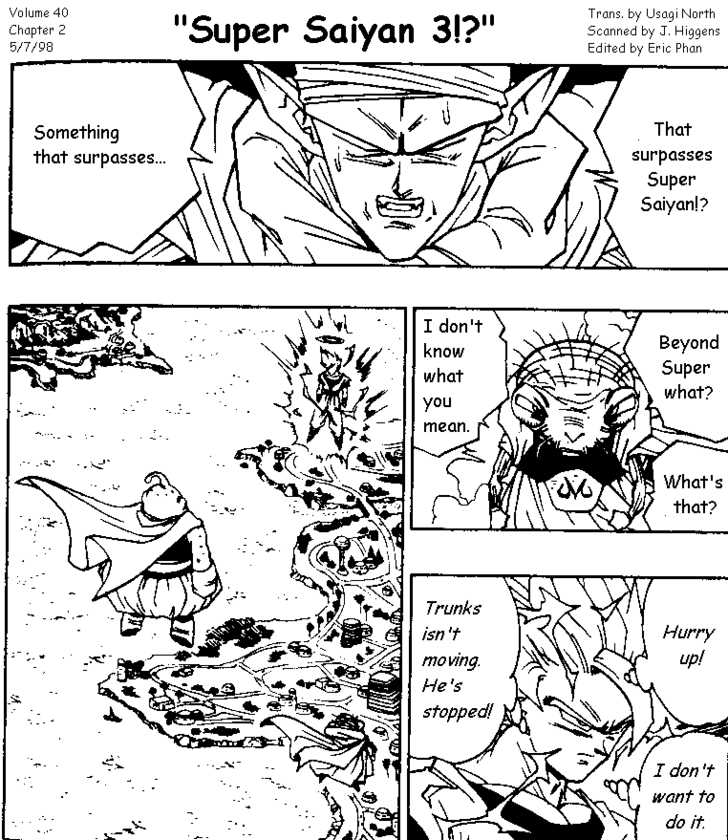 Volume 40
Chapter 2
5/7/98
"Super Saiyan 3!?"
Trans. by Usagi North
Scanned by J. Higgens
Edited by Eric Phan
Something
that surpasses...
That
surpasses
Super
Saiyan!?
I don't
know
what
you
mean.
Beyond
Super
what?
What's
that?
Trunks
isn't
moving.
He's
stopped!
Hurry
up!
I don't
want to
do it.